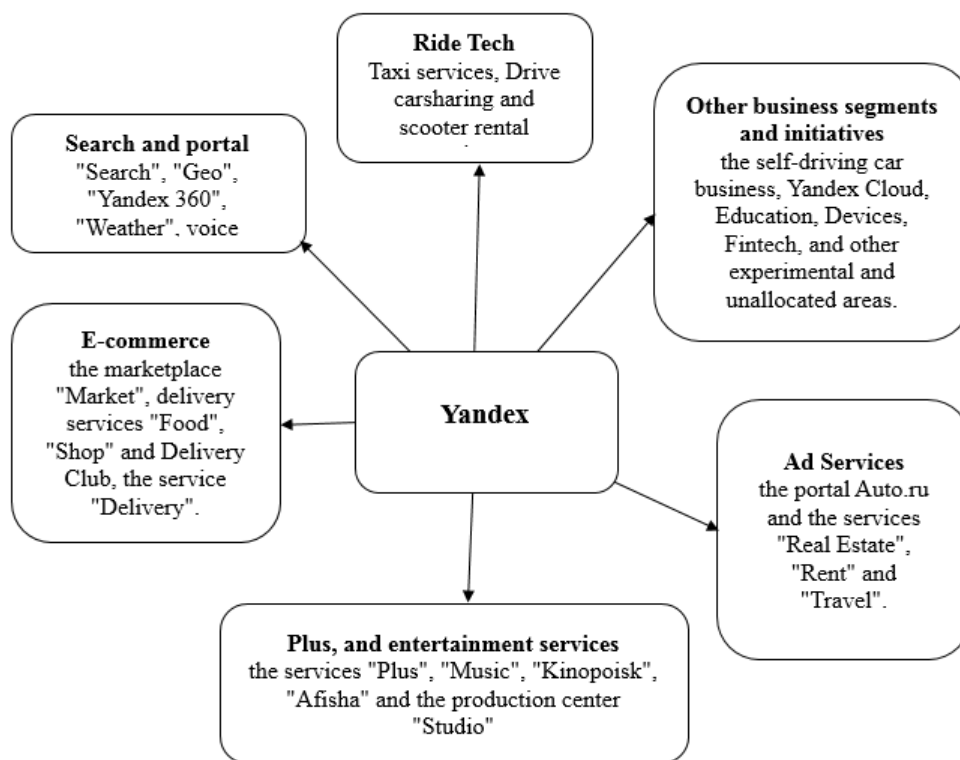 Ride Tech
Taxi services, Drive
carsharing and
scooter rental
Other business segments
and initiatives
the self-driving car
business, Yandex Cloud,
Education, Devices,
Fintech, and other
experimental and
unallocated areas.
Search and portal
"Search", "Geo",
"Yandex 360",
"Weather", voice
E-commerce
the marketplace
"Market", delivery
services "Food",
"Shop" and Delivery
Club, the service
"Delivery".
Yandex
Ad Services
the portal Auto.ru
and the services
"Real Estate",
"Rent" and
"Travel".
Plus, and entertainment services
the services "Plus", "Music", "Kinopoisk",
"Afisha" and the production center
"Studio"